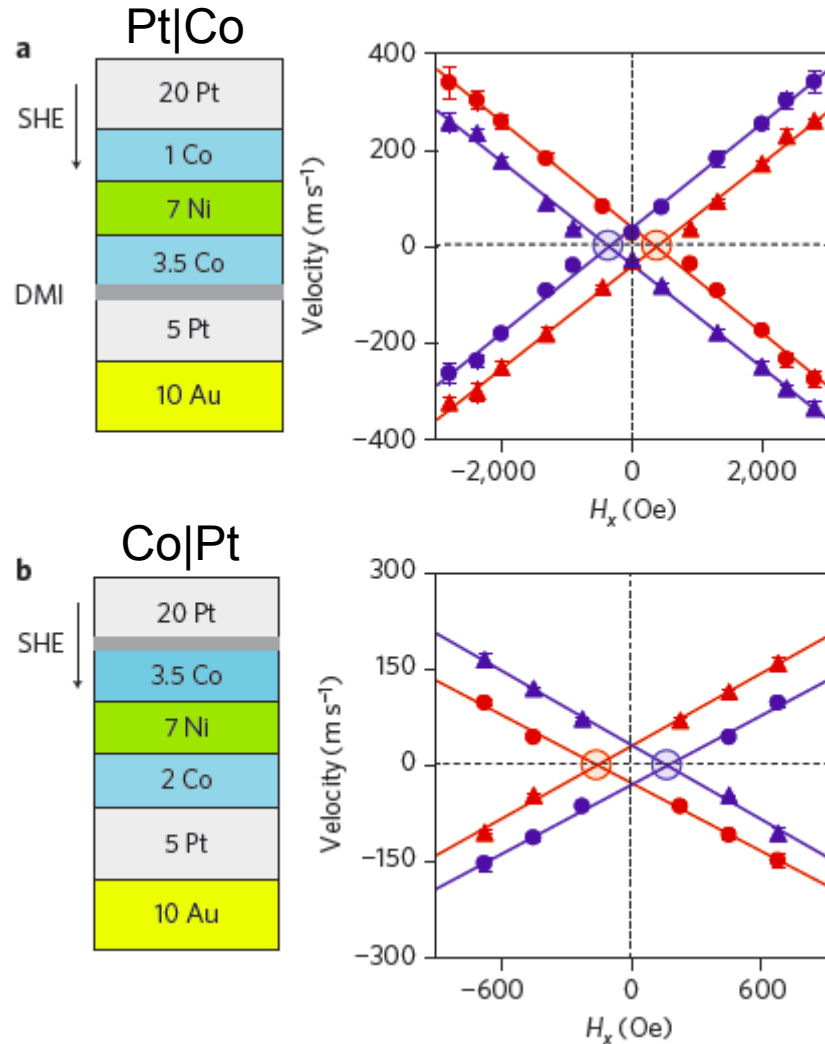 Pt|Co
a
20 Pt
SHE
1 Co
7 Ni
3.5 Co
DMI
5 Pt
10 Au
Velocity (m s⁻¹)
400
200
0
−200
−400
−2,000 0 2,000
Hₓ (Oe)
Co|Pt
b
20 Pt
SHE
3.5 Co
7 Ni
2 Co
5 Pt
10 Au
Velocity (m s⁻¹)
300
150
0
−150
−300
−600 0 600
Hₓ (Oe)